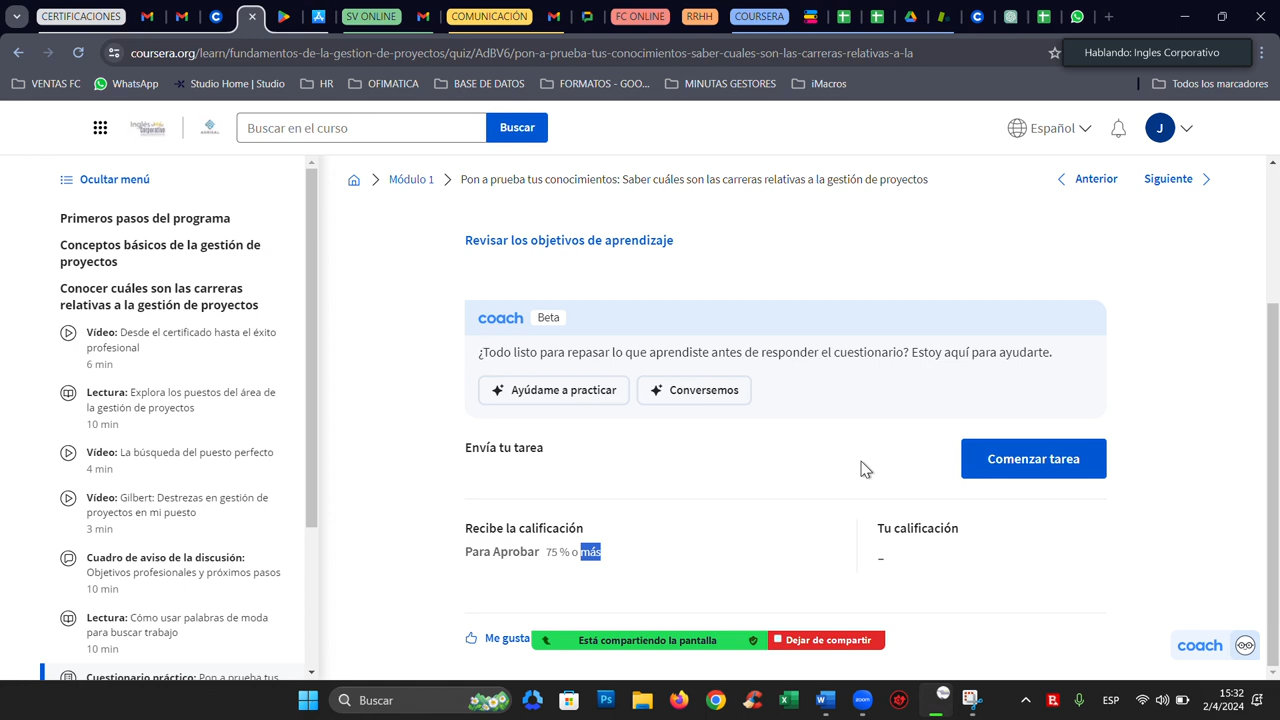 CERTIFICACIONES
SV ONLINE
COMUNICACIÓN
FC ONLINE
RRHH
COURSERA
coursera.org/learn/fundamentos-de-la-gestion-de-proyectos/quiz/AdBV6/pon-a-prueba-tus-conocimientos-saber-cuales-son-las-carreras-relativas-a-la
Hablando: Ingles Corporativo
VENTAS FC
WhatsApp
Studio Home | Studio
HR
OFIMATICA
BASE DE DATOS
FORMATOS - GOO...
MINUTAS GESTORES
iMacros
Todos los marcadores
Inglés
Corporativo
Buscar en el curso
Buscar
Español
J
Ocultar menú
Módulo 1
Pon a prueba tus conocimientos: Saber cuáles son las carreras relativas a la gestión de proyectos
Anterior
Siguiente
Primeros pasos del programa
Conceptos básicos de la gestión de
proyectos
Conocer cuáles son las carreras
relativas a la gestión de proyectos
Vídeo: Desde el certificado hasta el éxito
profesional
6 min
Lectura: Explora los puestos del área de
la gestión de proyectos
10 min
Vídeo: La búsqueda del puesto perfecto
4 min
Vídeo: Gilbert: Destrezas en gestión de
proyectos en mi puesto
3 min
Cuadro de aviso de la discusión:
Objetivos profesionales y próximos pasos
10 min
Lectura: Cómo usar palabras de moda
para buscar trabajo
10 min
Cuestionario práctico: Pon a prueba tus
Revisar los objetivos de aprendizaje
coach
Beta
¿Todo listo para repasar lo que aprendiste antes de responder el cuestionario? Estoy aquí para ayudarte.
Ayúdame a practicar
Conversemos
Envía tu tarea
Comenzar tarea
Recibe la calificación
Para Aprobar 75 % o más
Tu calificación
–
Me gusta
Está compartiendo la pantalla
Dejar de compartir
coach
Buscar
ESP
15:32
2/4/2024